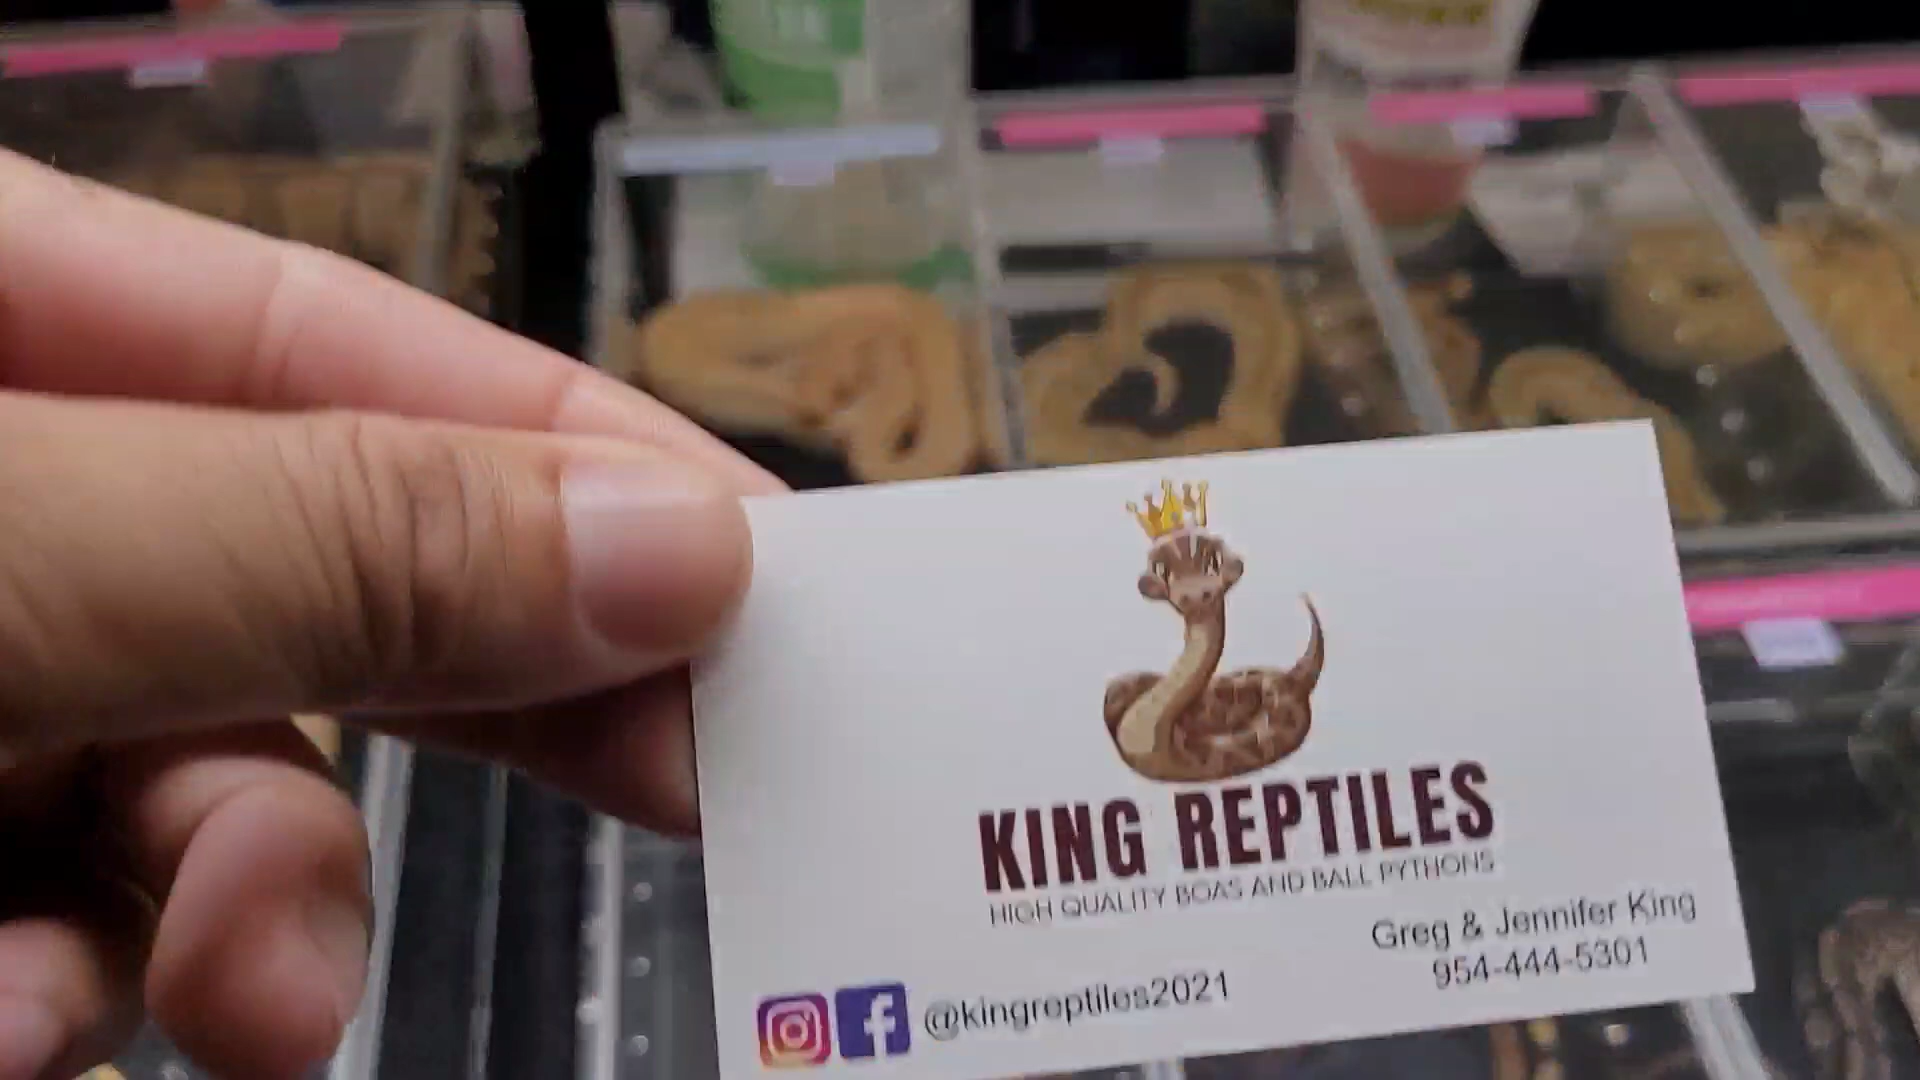 KING REPTILES
HIGH QUALITY BOAS AND BALL PYTHONS
Greg & Jennifer King
954-444-5301
@kingreptiles2021